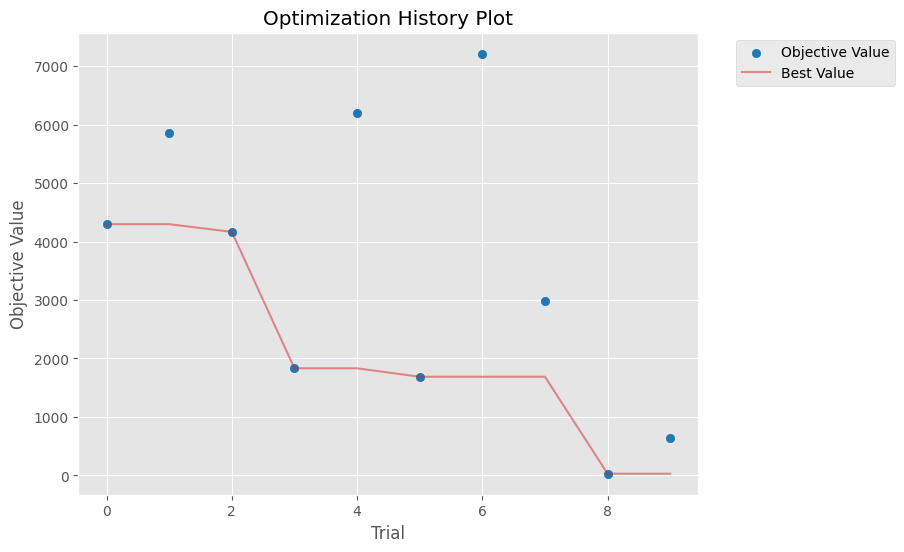 Optimization History Plot
Objective Value
Best Value
7000
6000
5000
4000
3000
2000
1000
0
Objective Value
0 2 4 6 8
Trial